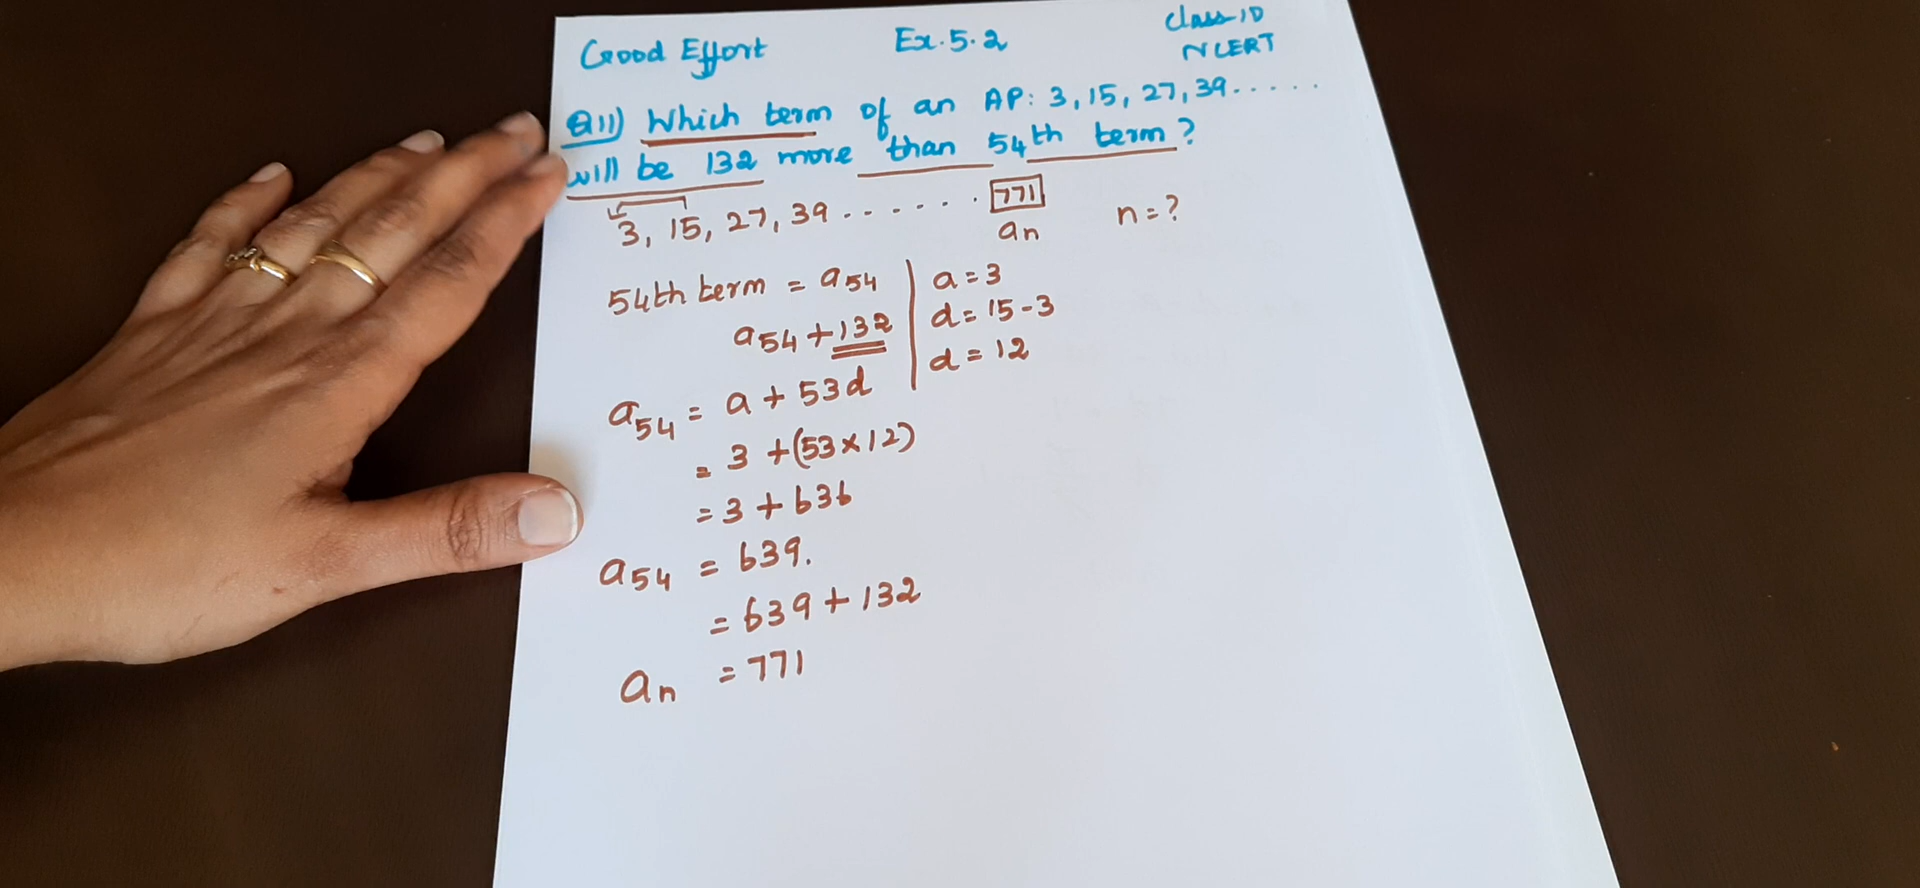 Good Effort Ex.5.2 Class-10
NCERT
Q11) Which term of an AP: 3, 15, 27, 39.....
will be 132 more than 54th term?
3, 15, 27, 39....... 771
an n=?
54th term = a54 a=3
a54+132 d=15-3
d=12
a54 = a+53d
= 3+(53×12)
=3+636
a54 = 639.
=639+132
an =771